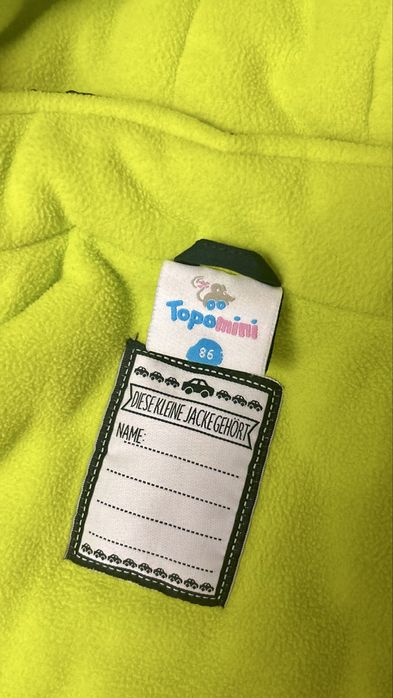 Topomini
86
DIESE KLEINE JACKE GEHÖRT
NAME: